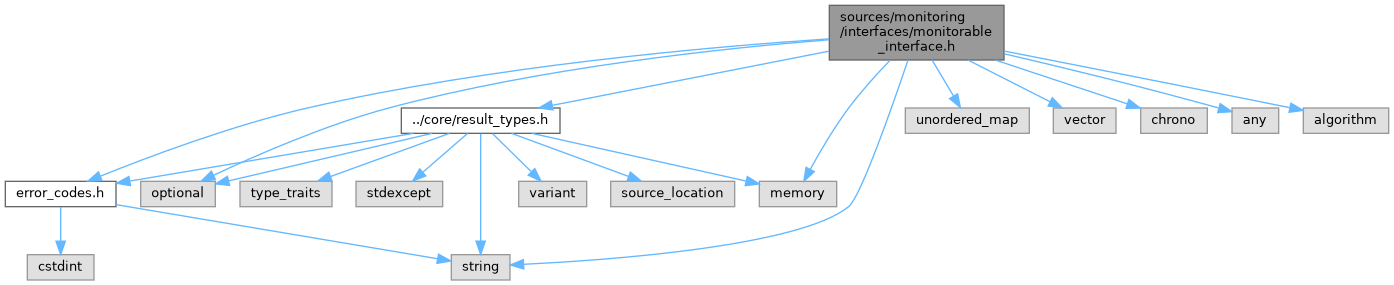 sources/monitoring
/interfaces/monitorable
_interface.h
../core/result_types.h
unordered_map
vector
chrono
any
algorithm
error_codes.h
optional
type_traits
stdexcept
variant
source_location
memory
cstdint
string